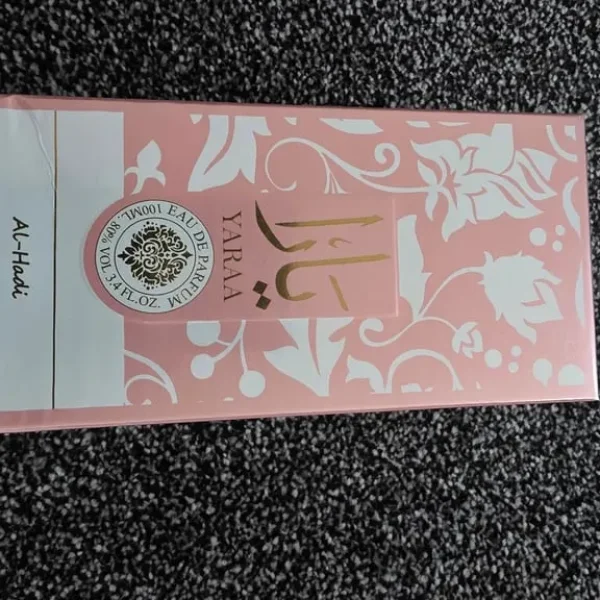 يارا
YARAA
EAU DE PARFUM
100ML. 80% VOL 3.4 FL.OZ.
Al-Hadi